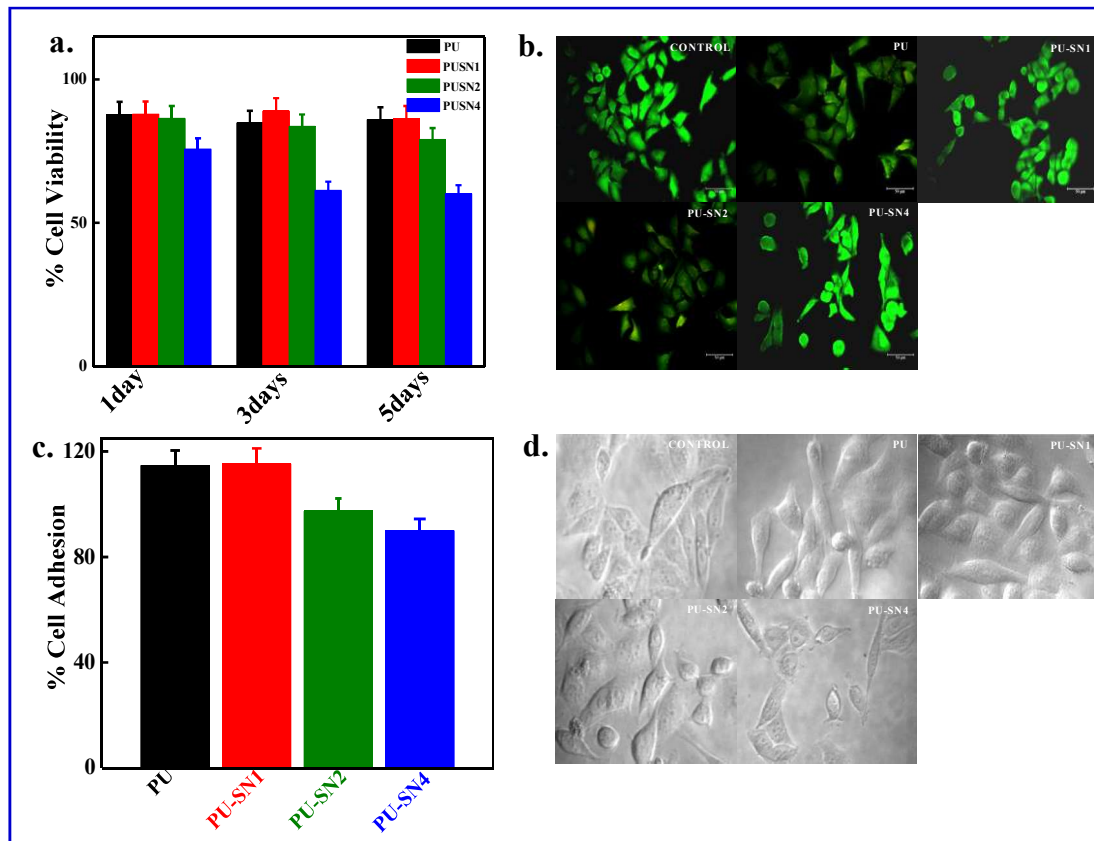 a.
PU
PUSN1
PUSN2
PUSN4
100
50
0
% Cell Viability
1day
3days
5days
b.
CONTROL
PU
PU-SN1
PU-SN2
PU-SN4
c.
120
80
40
0
% Cell Adhesion
PU
PU-SN1
PU-SN2
PU-SN4
d.
CONTROL
PU
PU-SN1
PU-SN2
PU-SN4